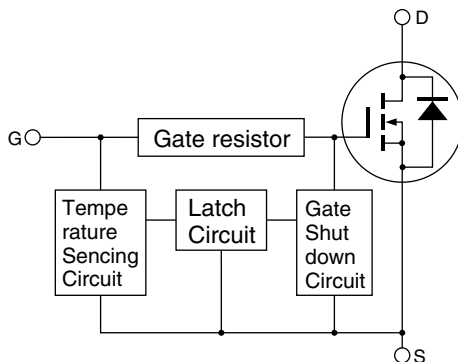 D
G
Gate resistor
Tempe
rature
Sencing
Circuit
Latch
Circuit
Gate
Shut
down
Circuit
S